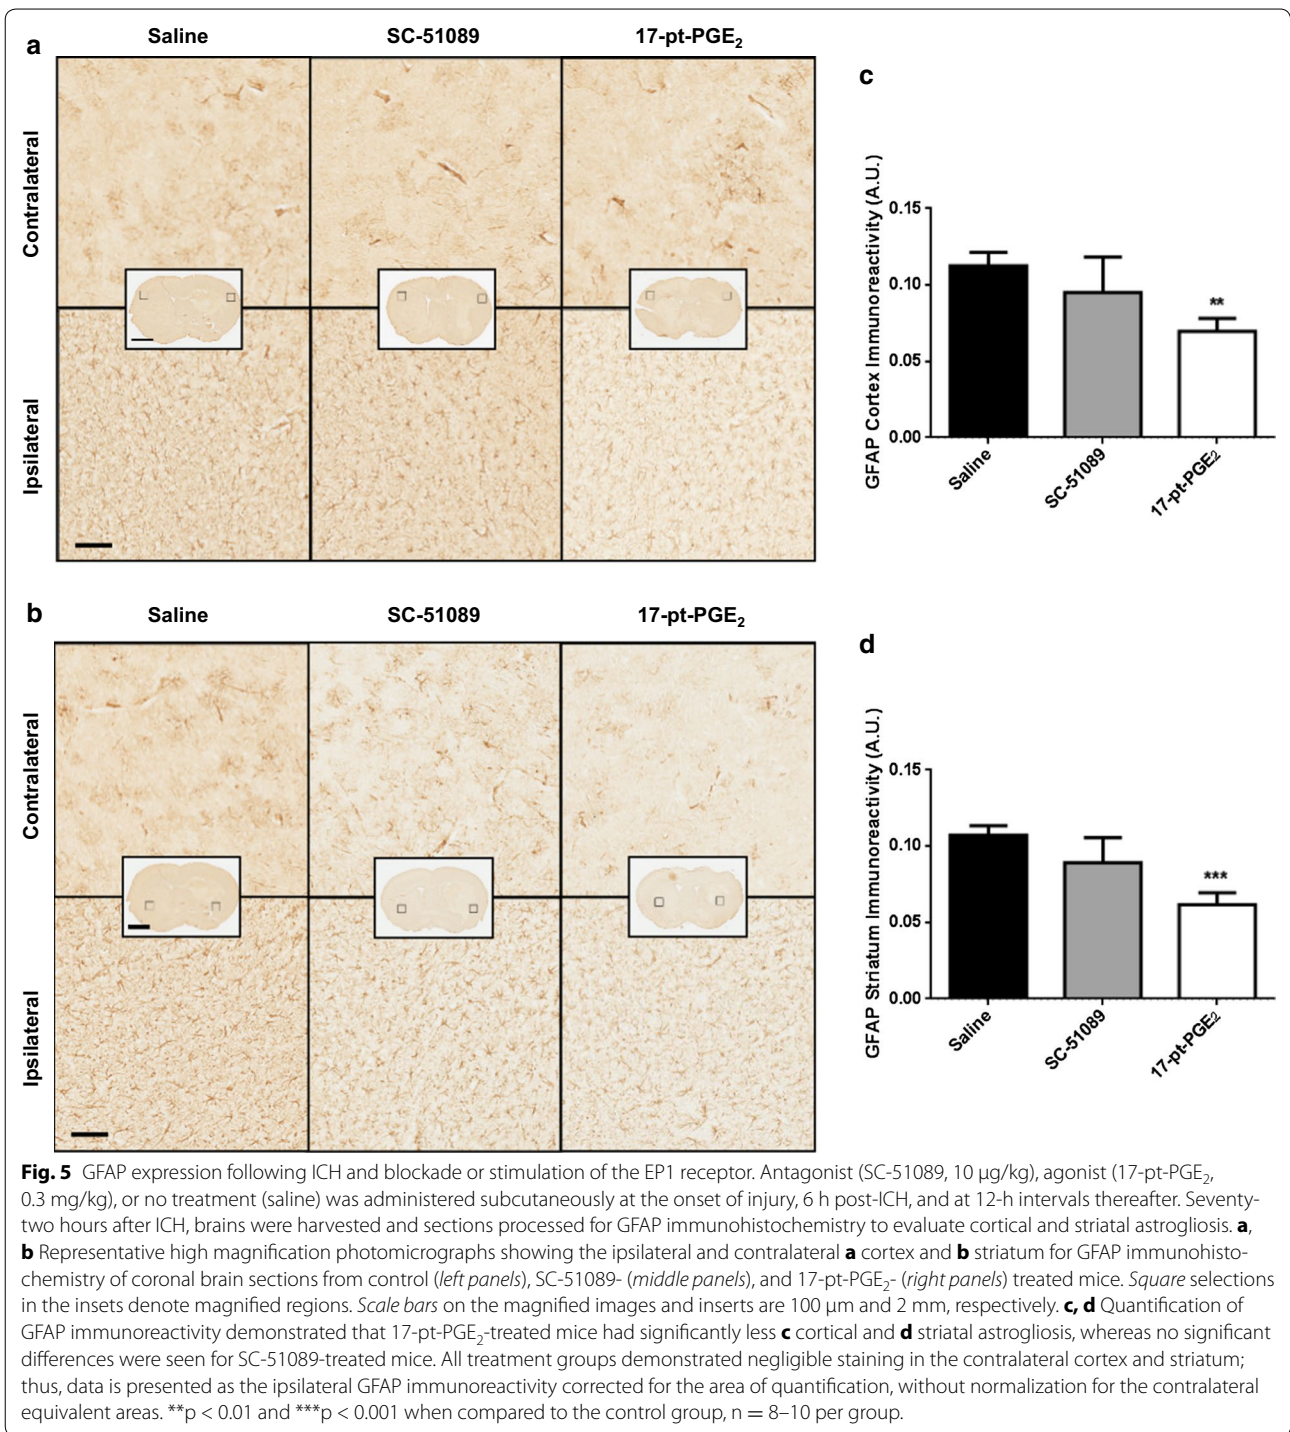 a
Saline SC-51089 17-pt-PGE₂
Contralateral
Ipsilateral
c
GFAP Cortex Immunoreactivity (A.U.)
0.15
0.10
0.05
0.00
**
Saline
SC-51089
17-pt-PGE₂
b
Saline SC-51089 17-pt-PGE₂
Contralateral
Ipsilateral
d
GFAP Striatum Immunoreactivity (A.U.)
0.15
0.10
0.05
0.00
***
Saline
SC-51089
17-pt-PGE₂
Fig. 5 GFAP expression following ICH and blockade or stimulation of the EP1 receptor. Antagonist (SC-51089, 10 µg/kg), agonist (17-pt-PGE₂,
0.3 mg/kg), or no treatment (saline) was administered subcutaneously at the onset of injury, 6 h post-ICH, and at 12-h intervals thereafter. Seventy-
two hours after ICH, brains were harvested and sections processed for GFAP immunohistochemistry to evaluate cortical and striatal astrogliosis. a,
b Representative high magnification photomicrographs showing the ipsilateral and contralateral a cortex and b striatum for GFAP immunohisto-
chemistry of coronal brain sections from control (left panels), SC-51089- (middle panels), and 17-pt-PGE₂- (right panels) treated mice. Square selections
in the insets denote magnified regions. Scale bars on the magnified images and inserts are 100 µm and 2 mm, respectively. c, d Quantification of
GFAP immunoreactivity demonstrated that 17-pt-PGE₂-treated mice had significantly less c cortical and d striatal astrogliosis, whereas no significant
differences were seen for SC-51089-treated mice. All treatment groups demonstrated negligible staining in the contralateral cortex and striatum;
thus, data is presented as the ipsilateral GFAP immunoreactivity corrected for the area of quantification, without normalization for the contralateral
equivalent areas. **p < 0.01 and ***p < 0.001 when compared to the control group, n = 8–10 per group.